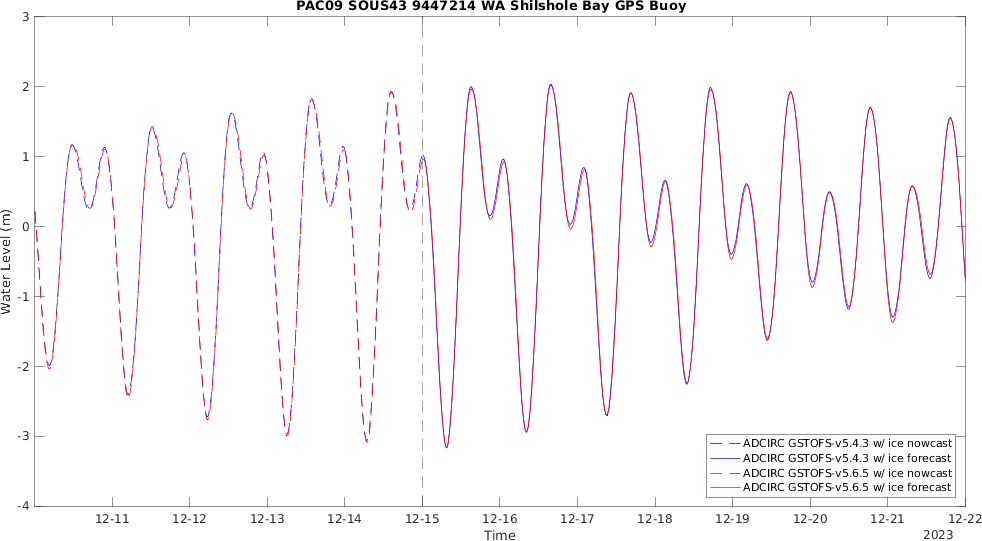 PAC09 SOUS43 9447214 WA Shilshole Bay GPS Buoy
3
2
1
0
-1
-2
-3
-4
Water Level (m)
ADCIRC GSTOFS-v5.4.3 w/ ice nowcast
ADCIRC GSTOFS-v5.4.3 w/ ice forecast
ADCIRC GSTOFS-v5.6.5 w/ ice nowcast
ADCIRC GSTOFS-v5.6.5 w/ ice forecast
12-11 12-12 12-13 12-14 12-15 12-16 12-17 12-18 12-19 12-20 12-21 12-22
Time
2023